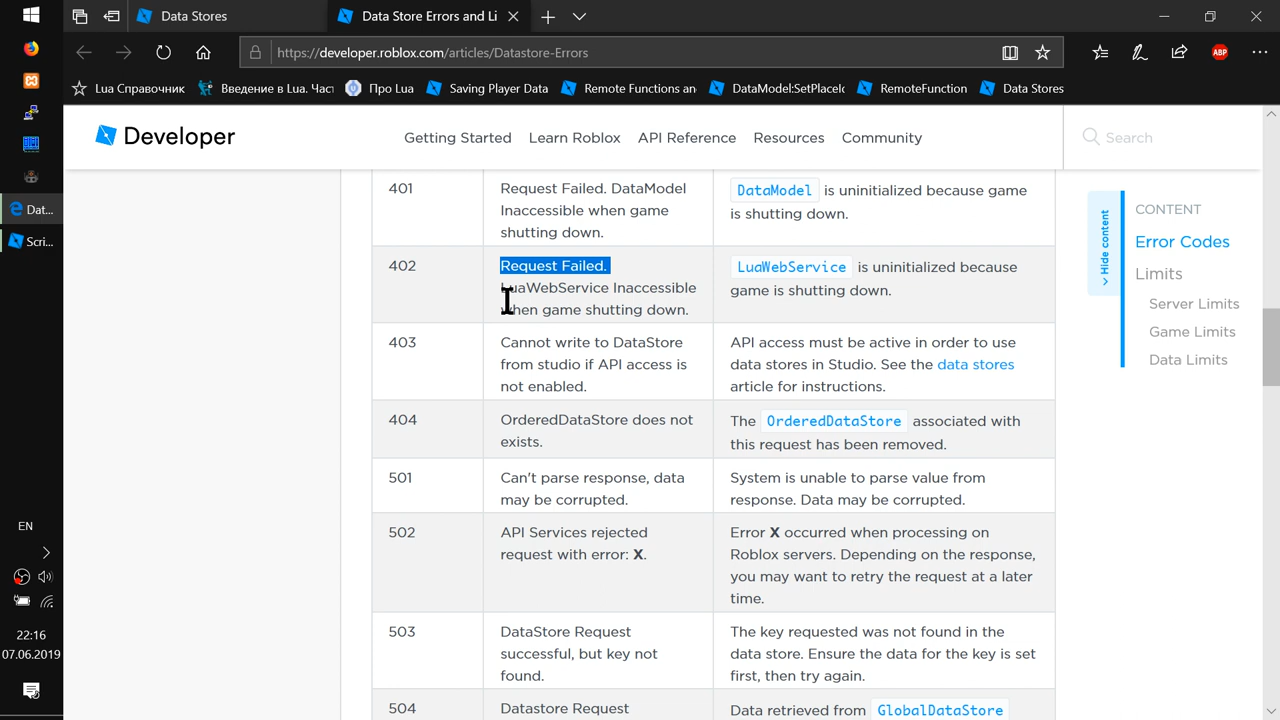 Data Stores
Data Store Errors and Li
https://developer.roblox.com/articles/Datastore-Errors
ABP
Lua Справочник
Введение в Lua. Час
Про Lua
Saving Player Data
Remote Functions an
DataModel:SetPlaceId
RemoteFunction
Data Stores
Developer
Getting Started
Learn Roblox
API Reference
Resources
Community
Search
401
Request Failed. DataModel
Inaccessible when game
shutting down.
DataModel is uninitialized because game
is shutting down.
402
Request Failed.
LuaWebService Inaccessible
when game shutting down.
LuaWebService is uninitialized because
game is shutting down.
403
Cannot write to DataStore
from studio if API access is
not enabled.
API access must be active in order to use
data stores in Studio. See the data stores
article for instructions.
404
OrderedDataStore does not
exists.
The OrderedDataStore associated with
this request has been removed.
501
Can't parse response, data
may be corrupted.
System is unable to parse value from
response. Data may be corrupted.
502
API Services rejected
request with error: X.
Error X occurred when processing on
Roblox servers. Depending on the response,
you may want to retry the request at a later
time.
503
DataStore Request
successful, but key not
found.
The key requested was not found in the
data store. Ensure the data for the key is set
first, then try again.
504
Datastore Request
Data retrieved from GlobalDataStore
Hide content
CONTENT
Error Codes
Limits
Server Limits
Game Limits
Data Limits
Dat...
Scri...
EN
22:16
07.06.2019